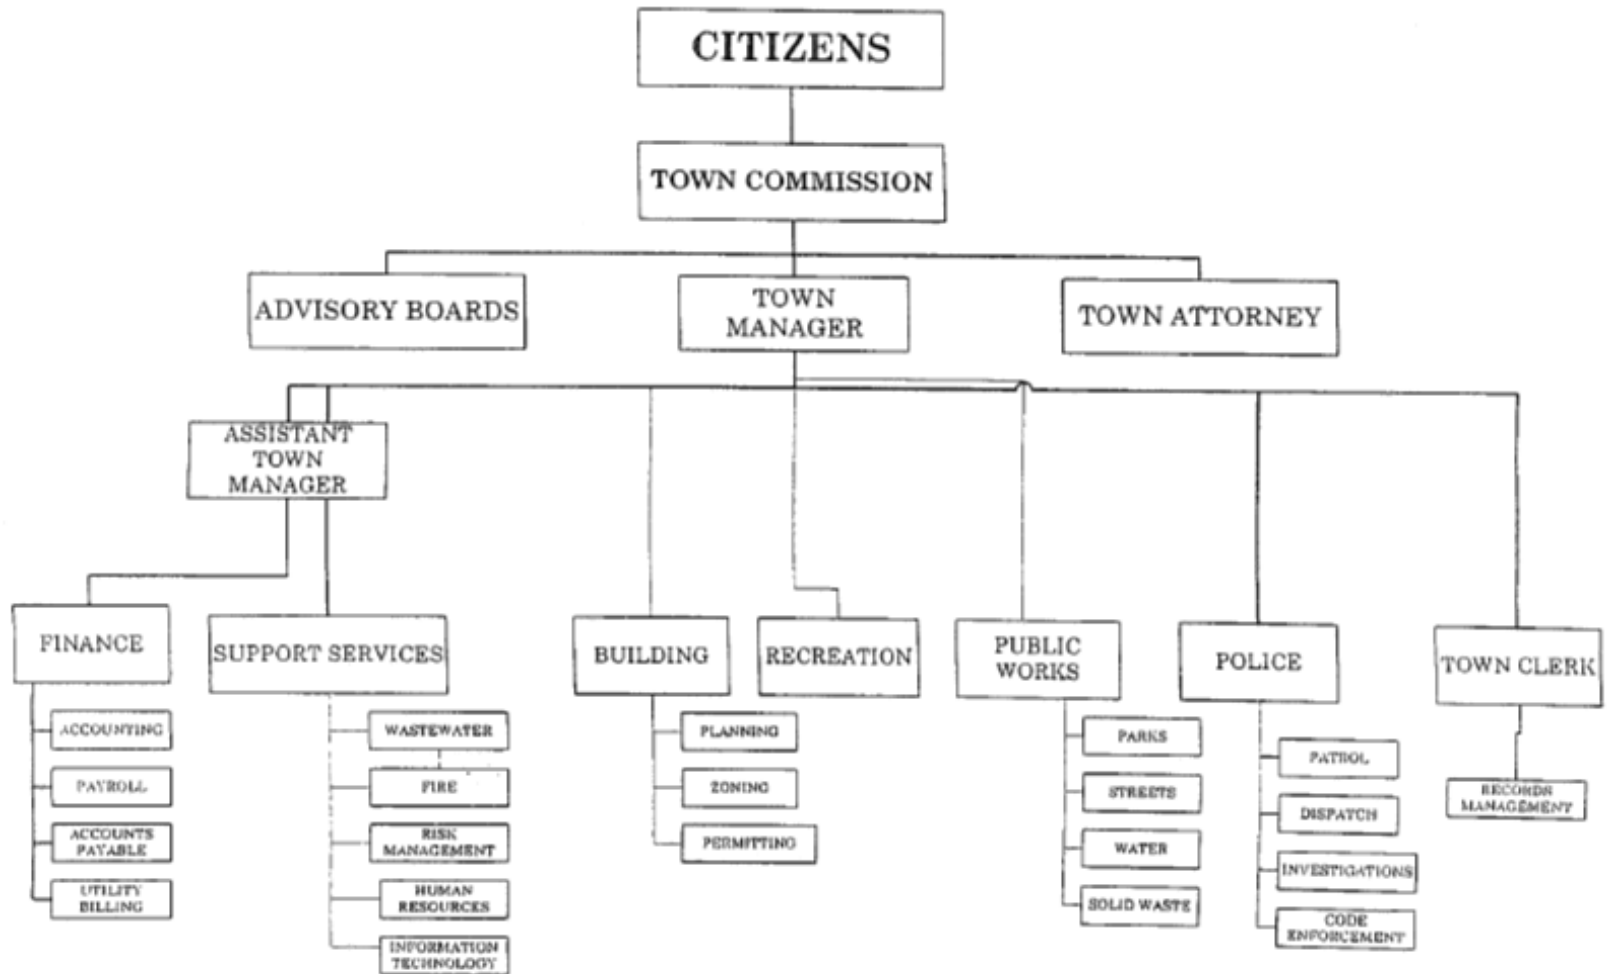 CITIZENS
TOWN COMMISSION
ADVISORY BOARDS
TOWN
MANAGER
TOWN ATTORNEY
ASSISTANT
TOWN
MANAGER
FINANCE
ACCOUNTING
PAYROLL
ACCOUNTS
PAYABLE
UTILITY
BILLING
SUPPORT SERVICES
WASTEWATER
FIRE
RISK
MANAGEMENT
HUMAN
RESOURCES
INFORMATION
TECHNOLOGY
BUILDING
PLANNING
ZONING
PERMITTING
RECREATION
PUBLIC
WORKS
PARKS
STREETS
WATER
SOLID WASTE
POLICE
PATROL
DISPATCH
INVESTIGATIONS
CODE
ENFORCEMENT
TOWN CLERK
RECORDS
MANAGEMENT